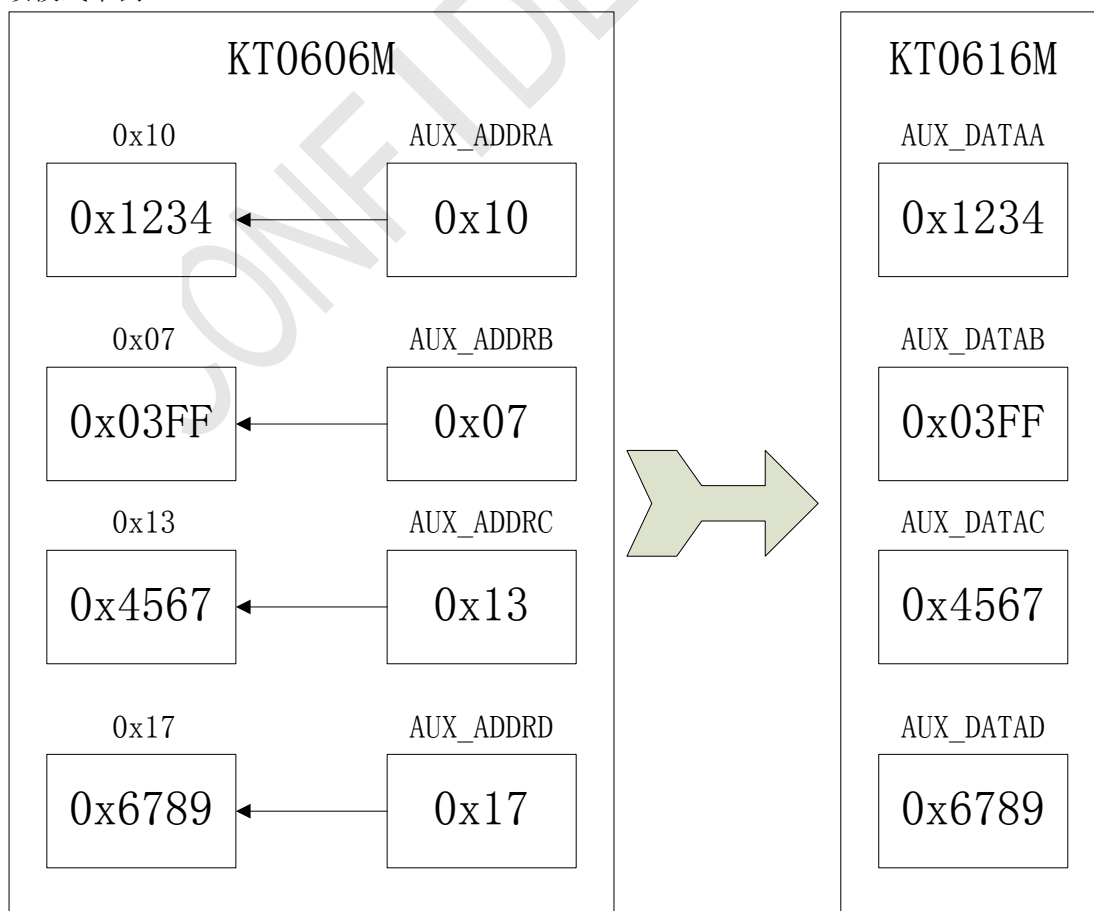 KT0606M
KT0616M
0x10
AUX_ADDRA
AUX_DATAA
0x1234
0x10
0x1234
0x07
AUX_ADDRB
AUX_DATAB
0x03FF
0x07
0x03FF
0x13
AUX_ADDRC
AUX_DATAC
0x4567
0x13
0x4567
0x17
AUX_ADDRD
AUX_DATAD
0x6789
0x17
0x6789